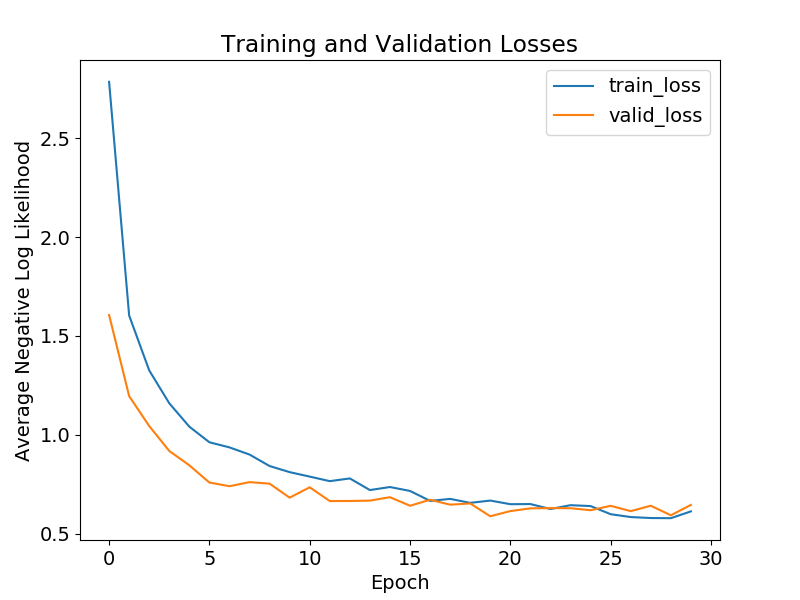 Training and Validation Losses
train_loss
valid_loss
Average Negative Log Likelihood
2.5
2.0
1.5
1.0
0.5
0
5
10
15
20
25
30
Epoch